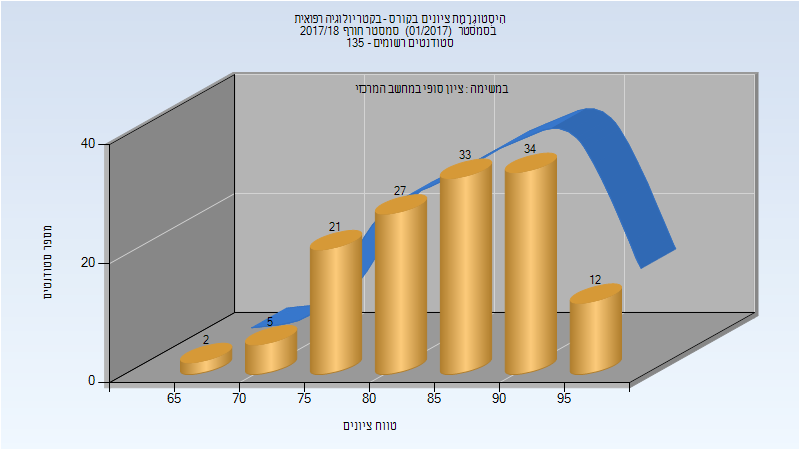 היסטוגרמת ציונים בקורס - בקטריולוגיה רפואית
בסמסטר (01/2017) סמסטר חורף 2017/18
סטודנטים רשומים - 135
במשימה : ציון סופי במחשב המרכזי
מספר סטודנטים
40
20
0
2
5
21
27
33
34
12
65
70
75
80
85
90
95
טווח ציונים